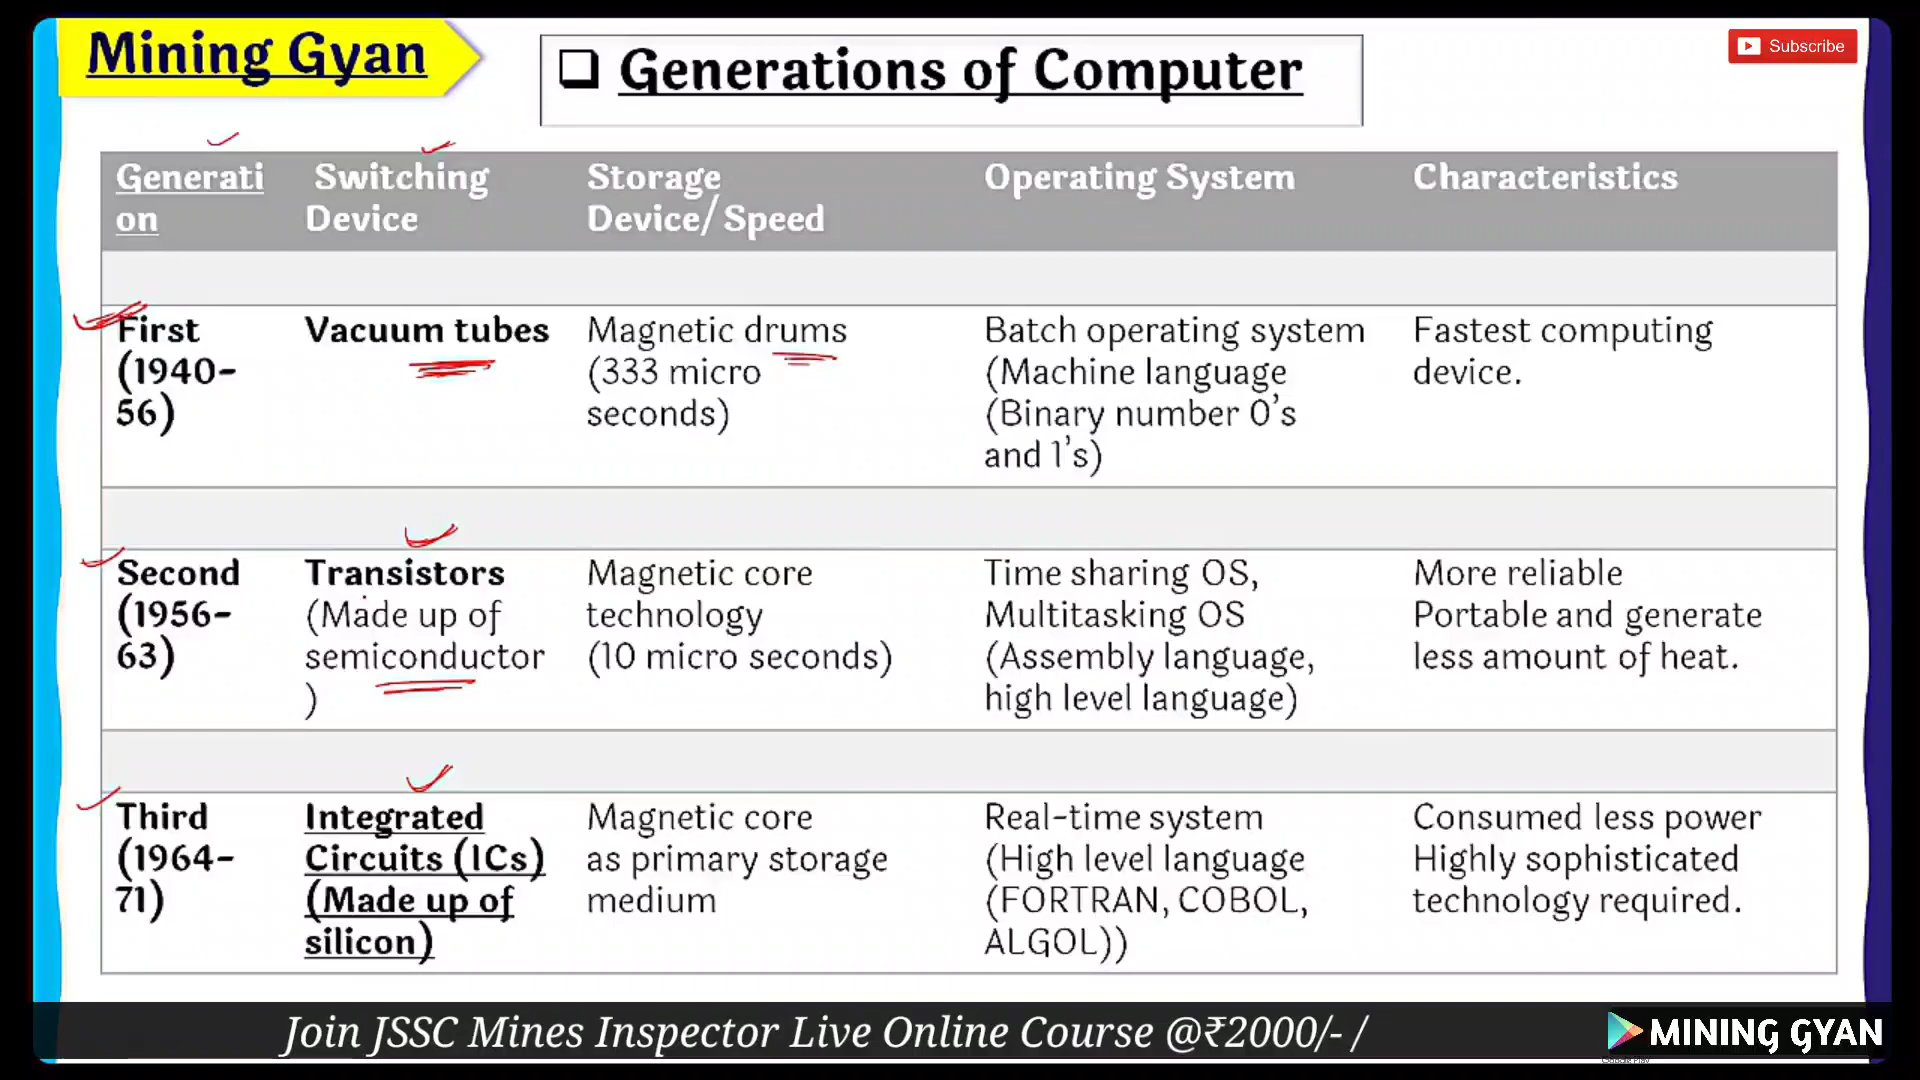 Mining Gyan
❑ Generations of Computer
Subscribe
Generati
on
Switching
Device
Storage
Device/ Speed
Operating System
Characteristics
First
(1940-
56)
Vacuum tubes
Magnetic drums
(333 micro
seconds)
Batch operating system
(Machine language
(Binary number 0's
and 1's)
Fastest computing
device.
Second
(1956-
63)
Transistors
(Made up of
semiconductor
)
Magnetic core
technology
(10 micro seconds)
Time sharing OS,
Multitasking OS
(Assembly language,
high level language)
More reliable
Portable and generate
less amount of heat.
Third
(1964-
71)
Integrated
Circuits (ICs)
(Made up of
silicon)
Magnetic core
as primary storage
medium
Real-time system
(High level language
(FORTRAN, COBOL,
ALGOL))
Consumed less power
Highly sophisticated
technology required.
Join JSSC Mines Inspector Live Online Course @₹2000/- /
MINING GYAN
Google Play